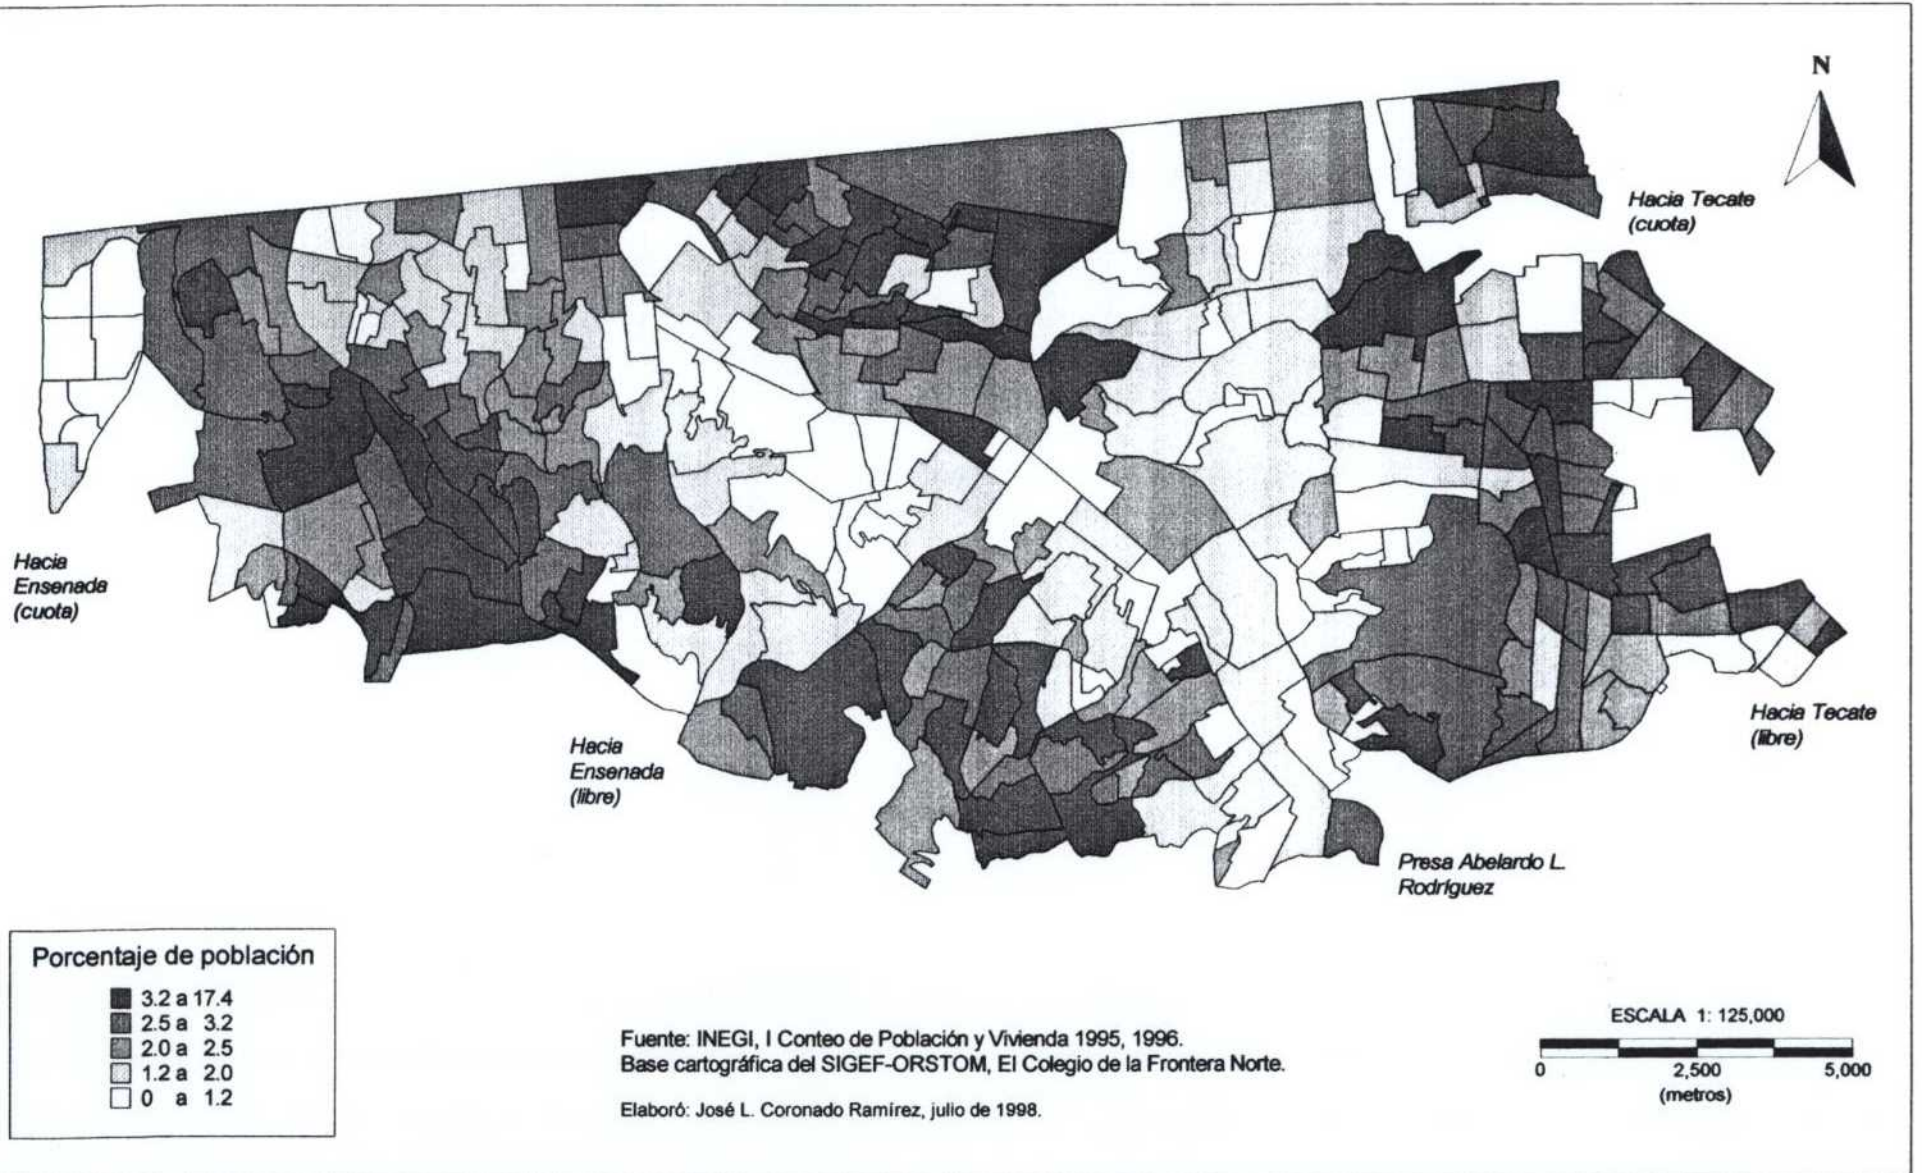 N
Hacia Tecate
(cuota)
Hacia
Ensenada
(cuota)
Hacia
Ensenada
(libre)
Hacia Tecate
(libre)
Presa Abelardo L.
Rodríguez
Porcentaje de población
3.2 a 17.4
2.5 a 3.2
2.0 a 2.5
1.2 a 2.0
0 a 1.2
Fuente: INEGI, I Conteo de Población y Vivienda 1995, 1996.
Base cartográfica del SIGEF-ORSTOM, El Colegio de la Frontera Norte.
Elaboró: José L. Coronado Ramírez, julio de 1998.
ESCALA 1: 125,000
0 2,500 5,000
(metros)